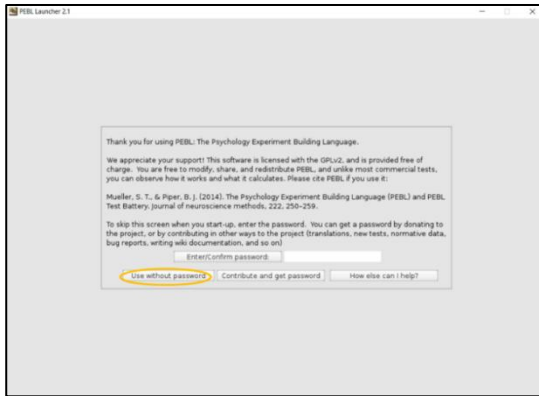 PEBL Launcher 2.1
Thank you for using PEBL: The Psychology Experiment Building Language.
We appreciate your support! This software is licensed with the GPLv2, and is provided free of
charge. You are free to modify, share, and redistribute PEBL, and unlike most commercial tests,
you can observe how it works and what it calculates. Please cite PEBL if you use it:
Mueller, S. T., & Piper, B. J. (2014). The Psychology Experiment Building Language (PEBL) and PEBL
Test Battery. Journal of neuroscience methods, 222, 250-259.
To skip this screen when you start-up, enter the password. You can get a password by donating to
the project, or by contributing in other ways to the project (translations, new tests, normative data,
bug reports, writing wiki documentation, and so on)
Enter/Confirm password:
Use without password Contribute and get password How else can I help?